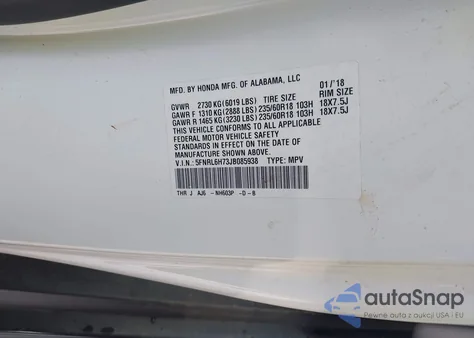 MFD. BY HONDA MFG. OF ALABAMA, LLC 01/'18
GVWR 2730 KG (6019 LBS) TIRE SIZE RIM SIZE
GAWR F 1310 KG (2888 LBS) 235/60R18 103H 18X7.5J
GAWR R 1465 KG (3230 LBS) 235/60R18 103H 18X7.5J
THIS VEHICLE CONFORMS TO ALL APPLICABLE
FEDERAL MOTOR VEHICLE SAFETY
STANDARDS IN EFFECT ON THE DATE OF
MANUFACTURE SHOWN ABOVE.
V.I.N.: 5FNRL6H73JB085938 TYPE: MPV
THR J AJ6 -NH603P -D -B
autoSnap
Pewne auta z aukcji USA i EU